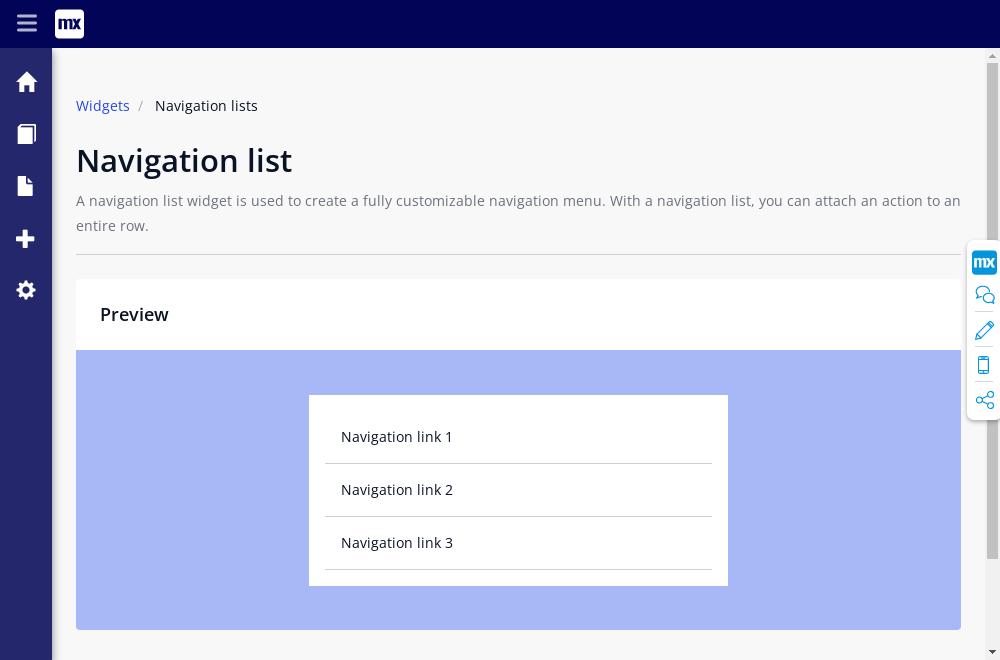 mx
Widgets / Navigation lists
Navigation list
A navigation list widget is used to create a fully customizable navigation menu. With a navigation list, you can attach an action to an
entire row.
mx
Preview
Navigation link 1
Navigation link 2
Navigation link 3